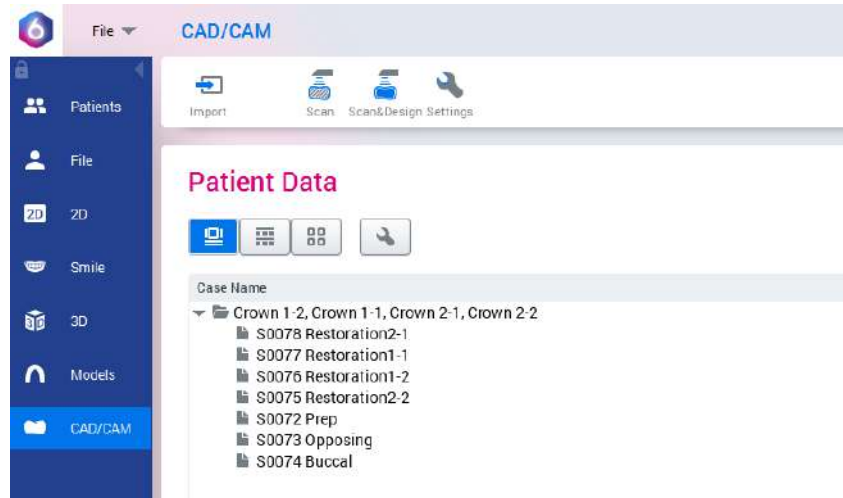 6 File CAD/CAM
Patients
Import Scan Scan&Design Settings
File
Patient Data
2D 2D
Smile
Case Name
Crown 1-2, Crown 1-1, Crown 2-1, Crown 2-2
3D 3D
S0078 Restoration2-1
S0077 Restoration1-1
Models
S0076 Restoration1-2
S0075 Restoration2-2
S0072 Prep
CAD/CAM
S0073 Opposing
S0074 Buccal